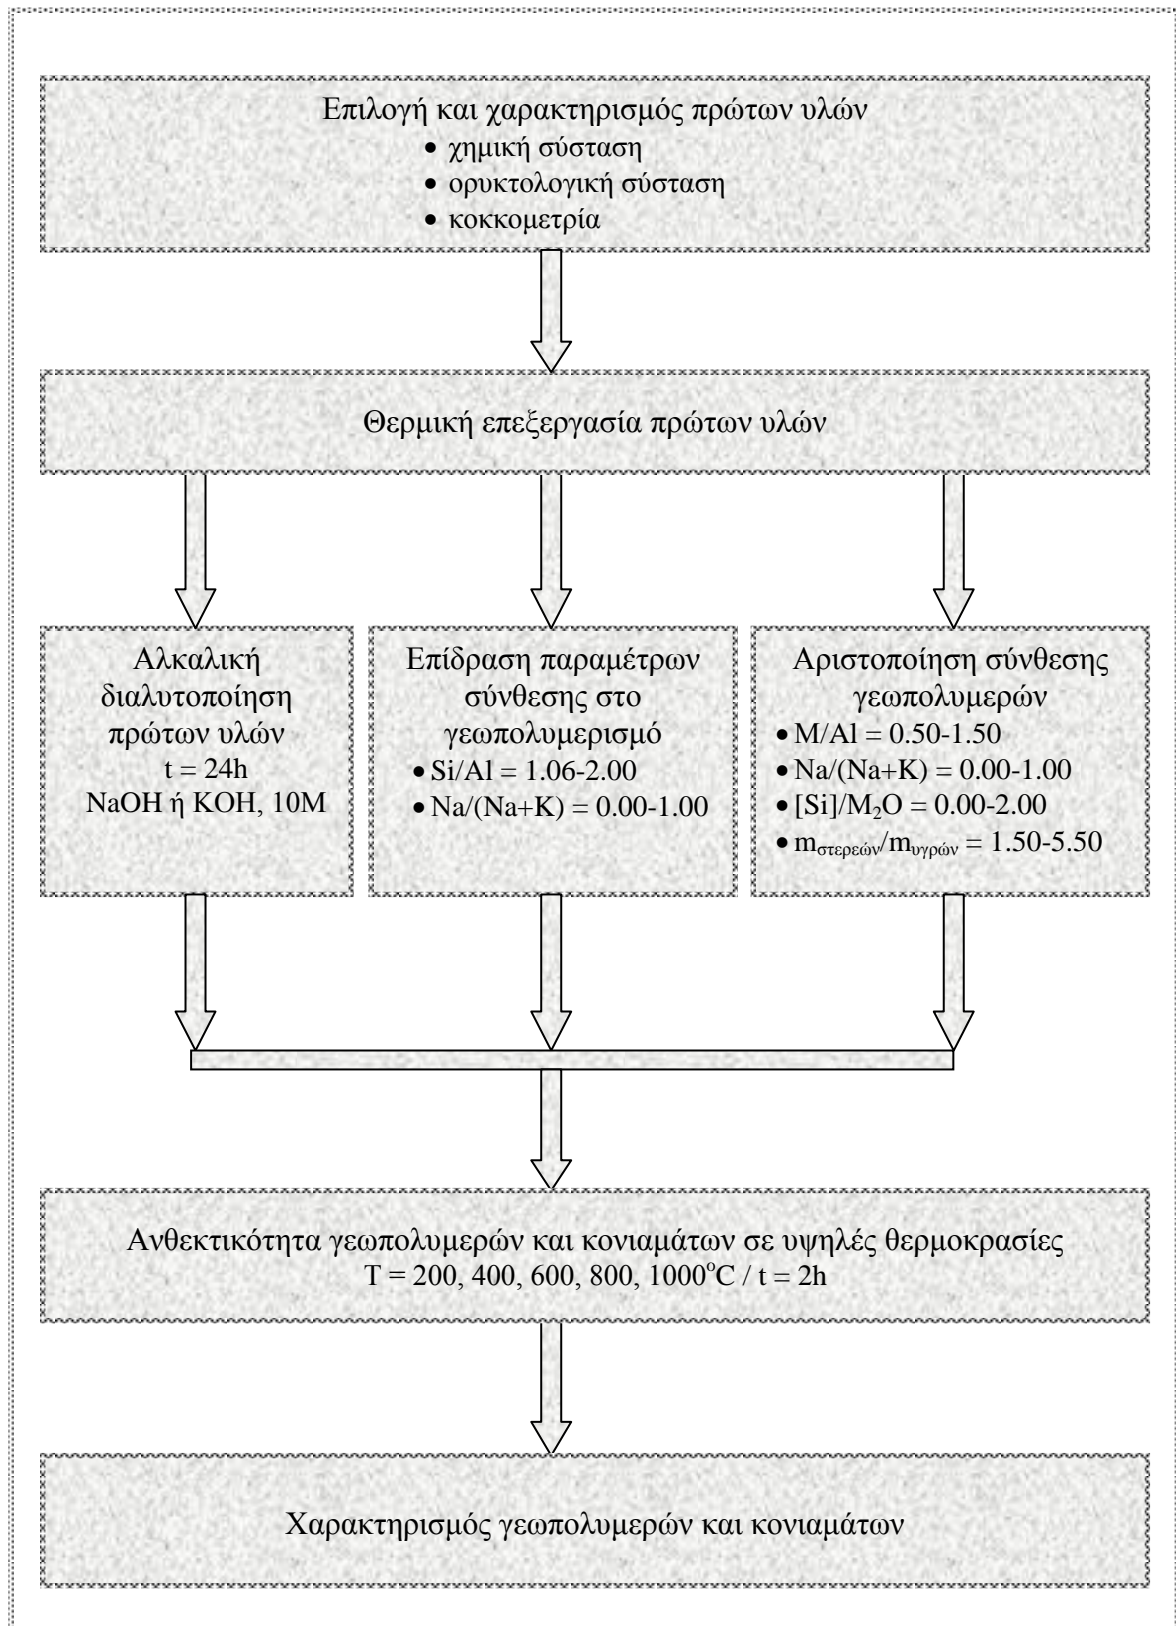 Επιλογή και χαρακτηρισμός πρώτων υλών
• χημική σύσταση
• ορυκτολογική σύσταση
• κοκκομετρία
Θερμική επεξεργασία πρώτων υλών
Αλκαλική
διαλυτοποίηση
πρώτων υλών
t = 24h
NaOH ή KOH, 10M
Επίδραση παραμέτρων
σύνθεσης στο
γεωπολυμερισμό
• Si/Al = 1.06-2.00
• Na/(Na+K) = 0.00-1.00
Αριστοποίηση σύνθεσης
γεωπολυμερών
• M/Al = 0.50-1.50
• Na/(Na+K) = 0.00-1.00
• [Si]/M₂O = 0.00-2.00
• mστερεών/mυγρών = 1.50-5.50
Ανθεκτικότητα γεωπολυμερών και κονιαμάτων σε υψηλές θερμοκρασίες
T = 200, 400, 600, 800, 1000°C / t = 2h
Χαρακτηρισμός γεωπολυμερών και κονιαμάτων